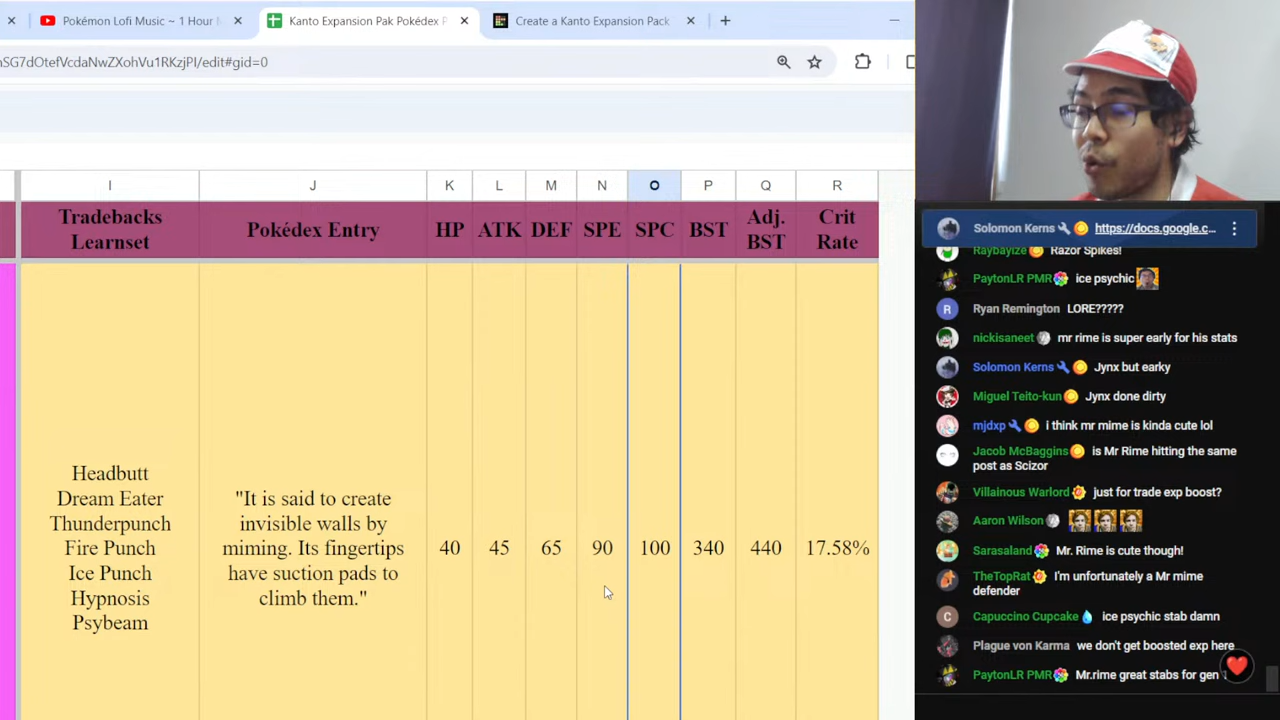 Pokémon Lofi Music ~ 1 Hour
Kanto Expansion Pak Pokédex
Create a Kanto Expansion Pack
nSG7dOtefVcdaNwZXohVu1RKzjPI/edit#gid=0
I J K L M N O P Q R
Tradebacks
Learnset
Pokédex Entry
HP
ATK
DEF
SPE
SPC
BST
Adj.
BST
Crit
Rate
Headbutt
Dream Eater
Thunderpunch
Fire Punch
Ice Punch
Hypnosis
Psybeam
"It is said to create
invisible walls by
miming. Its fingertips
have suction pads to
climb them."
40
45
65
90
100
340
440
17.58%
Solomon Kerns https://docs.google.c...
Raybayize Razor Spikes!
PaytonLR PMR ice psychic
R Ryan Remington LORE?????
nickisaneet mr rime is super early for his stats
Solomon Kerns Jynx but earky
Miguel Teito-kun Jynx done dirty
mjdxp i think mr mime is kinda cute lol
Jacob McBaggins is Mr Rime hitting the same
post as Scizor
Villainous Warlord just for trade exp boost?
Aaron Wilson
Sarasaland Mr. Rime is cute though!
TheTopRat I'm unfortunately a Mr mime
defender
C Capuccino Cupcake ice psychic stab damn
Plague von Karma we don't get boosted exp here
PaytonLR PMR Mr.rime great stabs for gen